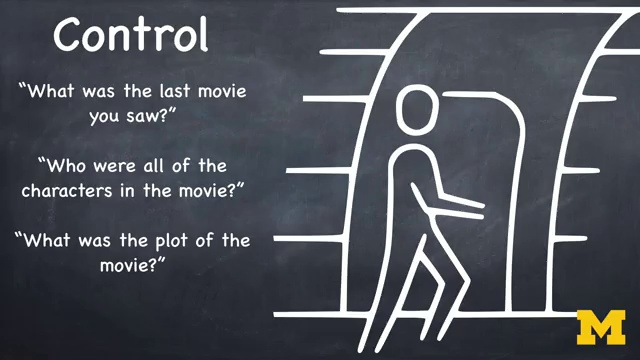 Control
“What was the last movie
you saw?”
“Who were all of the
characters in the movie?”
“What was the plot of the
movie?”
M